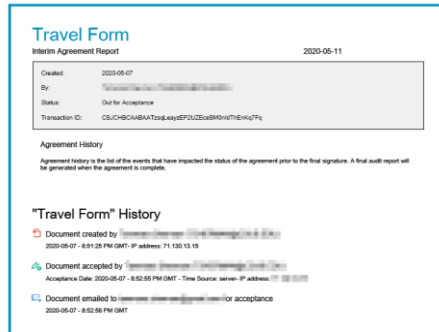 Travel Form
Interim Agreement Report 2020-05-11
Created: 2020-05-07
By:
Status: Out for Acceptance
Transaction ID:
Agreement History
Agreement history is the list of the events that have impacted the status of the agreement prior to the final signature. A final audit report will
be generated when the agreement is complete.
"Travel Form" History
Document created by
2020-05-07 - 8:51:25 PM GMT- IP address: 71.130.13.15
Document accepted by
Acceptance Date: 2020-05-07 - 8:52:55 PM GMT - Time Source: server- IP address:
Document emailed to for acceptance
2020-05-07 - 8:52:56 PM GMT